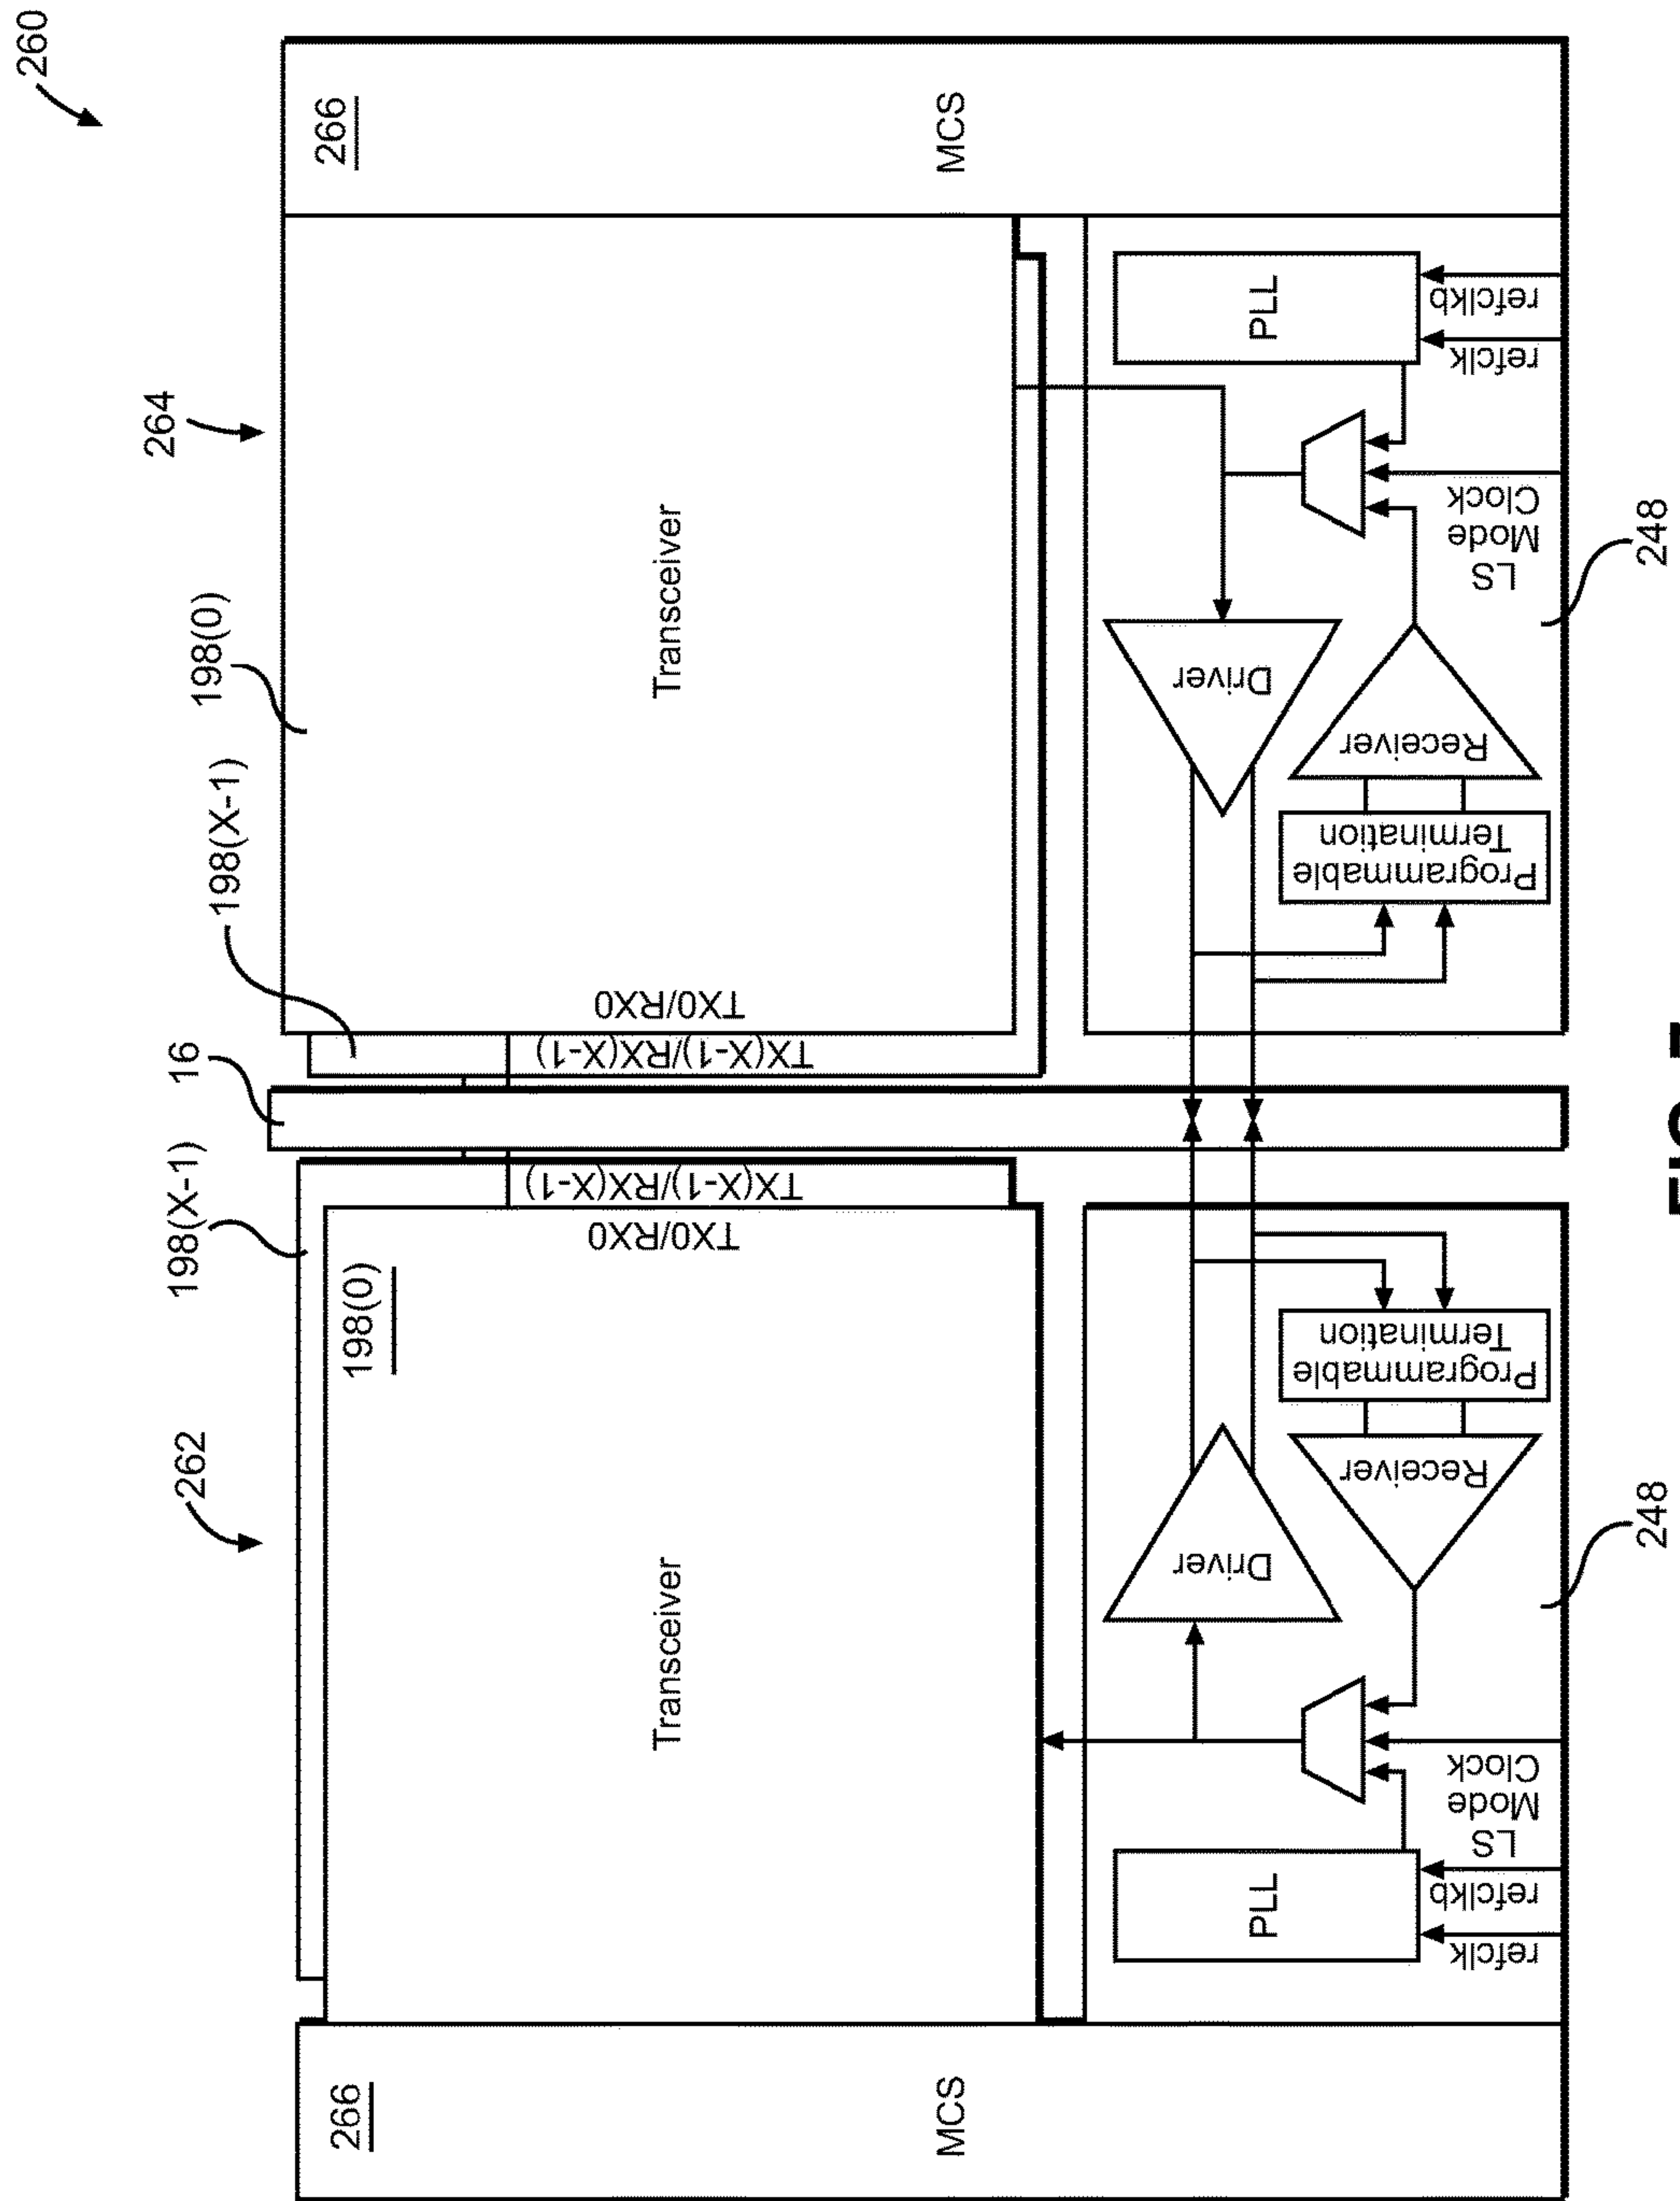 260
262
264
198(X-1)
16
198(X-1)
198(0)
266
198(0)
266
MCS
Transceiver
TX0/RX0
TX(X-1)/RX(X-1)
TX(X-1)/RX(X-1)
TX0/RX0
Transceiver
MCS
PLL
Driver
Driver
PLL
refclk
refclkb
LS
Mode
Clock
Receiver
Programmable
Termination
Programmable
Termination
Receiver
LS
Mode
Clock
refclk
refclkb
248
248